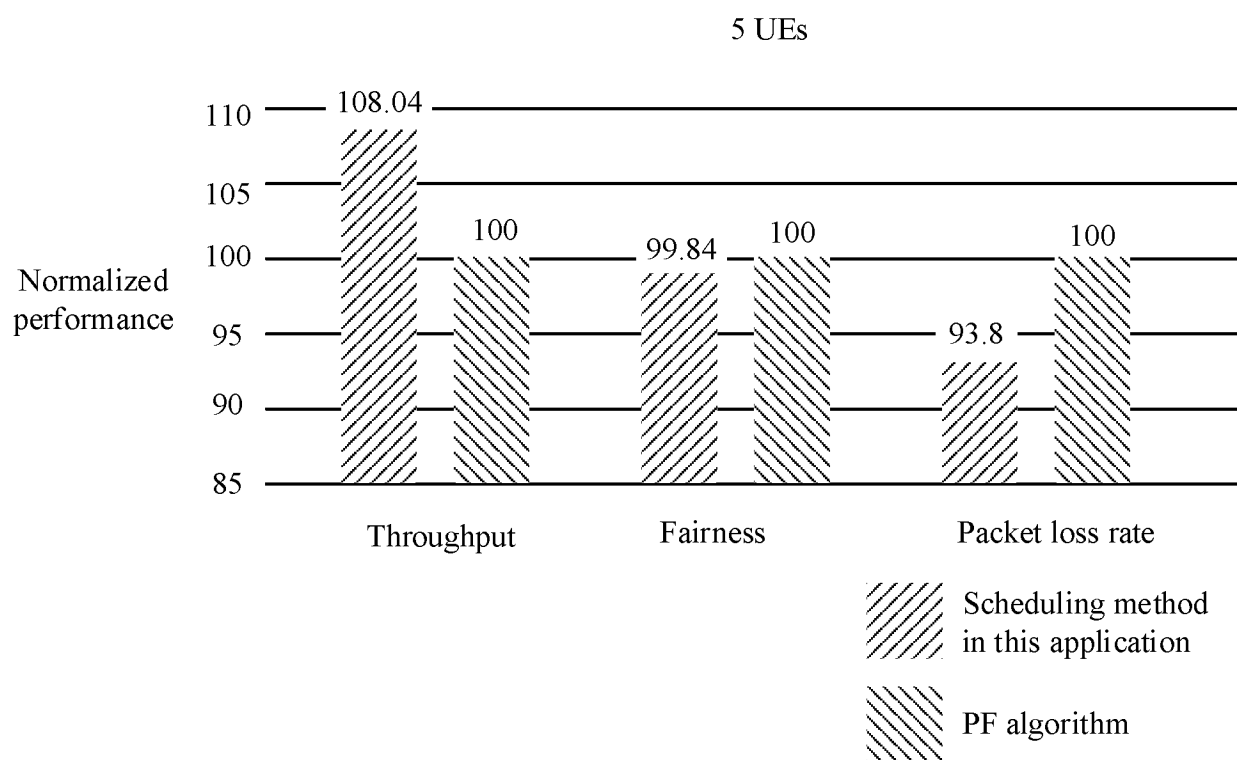 5 UEs
108.04
110
105
100
100
99.84
100
100
Normalized
performance
95
93.8
90
85
Throughput
Fairness
Packet loss rate
Scheduling method
in this application
PF algorithm